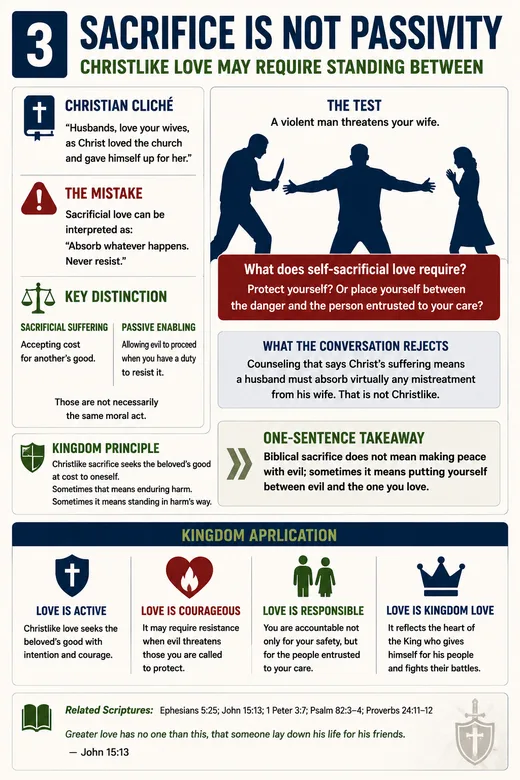 3
SACRIFICE IS NOT PASSIVITY
CHRISTLIKE LOVE MAY REQUIRE STANDING BETWEEN
CHRISTIAN CLICHÉ
“Husbands, love your wives,
as Christ loved the church
and gave himself up for her.”
THE MISTAKE
Sacrificial love can be
interpreted as:
“Absorb whatever happens.
Never resist.”
KEY DISTINCTION
SACRIFICIAL SUFFERING
Accepting cost
for another’s good.
PASSIVE ENABLING
Allowing evil to proceed
when you have a duty
to resist it.
Those are not necessarily
the same moral act.
KINGDOM PRINCIPLE
Christlike sacrifice seeks the beloved’s good
at cost to oneself.
Sometimes that means enduring harm.
Sometimes it means standing in harm’s way.
THE TEST
A violent man threatens your wife.
What does self-sacrificial love require?
Protect yourself? Or place yourself between
the danger and the person entrusted to your care?
WHAT THE CONVERSATION REJECTS
Counseling that says Christ’s suffering means
a husband must absorb virtually any mistreatment
from his wife. That is not Christlike.
ONE-SENTENCE TAKEAWAY
Biblical sacrifice does not mean making peace
with evil; sometimes it means putting yourself
between evil and the one you love.
KINGDOM APRLICATION
LOVE IS ACTIVE
Christlike love seeks the
beloved’s good with
intention and courage.
LOVE IS COURAGEOUS
It may require resistance
when evil threatens
those you are called
to protect.
LOVE IS RESPONSIBLE
You are accountable not
only for your safety, but
for the people entrusted
to your care.
LOVE IS KINGDOM LOVE
It reflects the heart of
the King who gives
himself for his people
and fights their battles.
Related Scriptures: Ephesians 5:25; John 15:13; 1 Peter 3:7; Psalm 82:3–4; Proverbs 24:11–12
Greater love has no one than this, that someone lay down his life for his friends.
— John 15:13